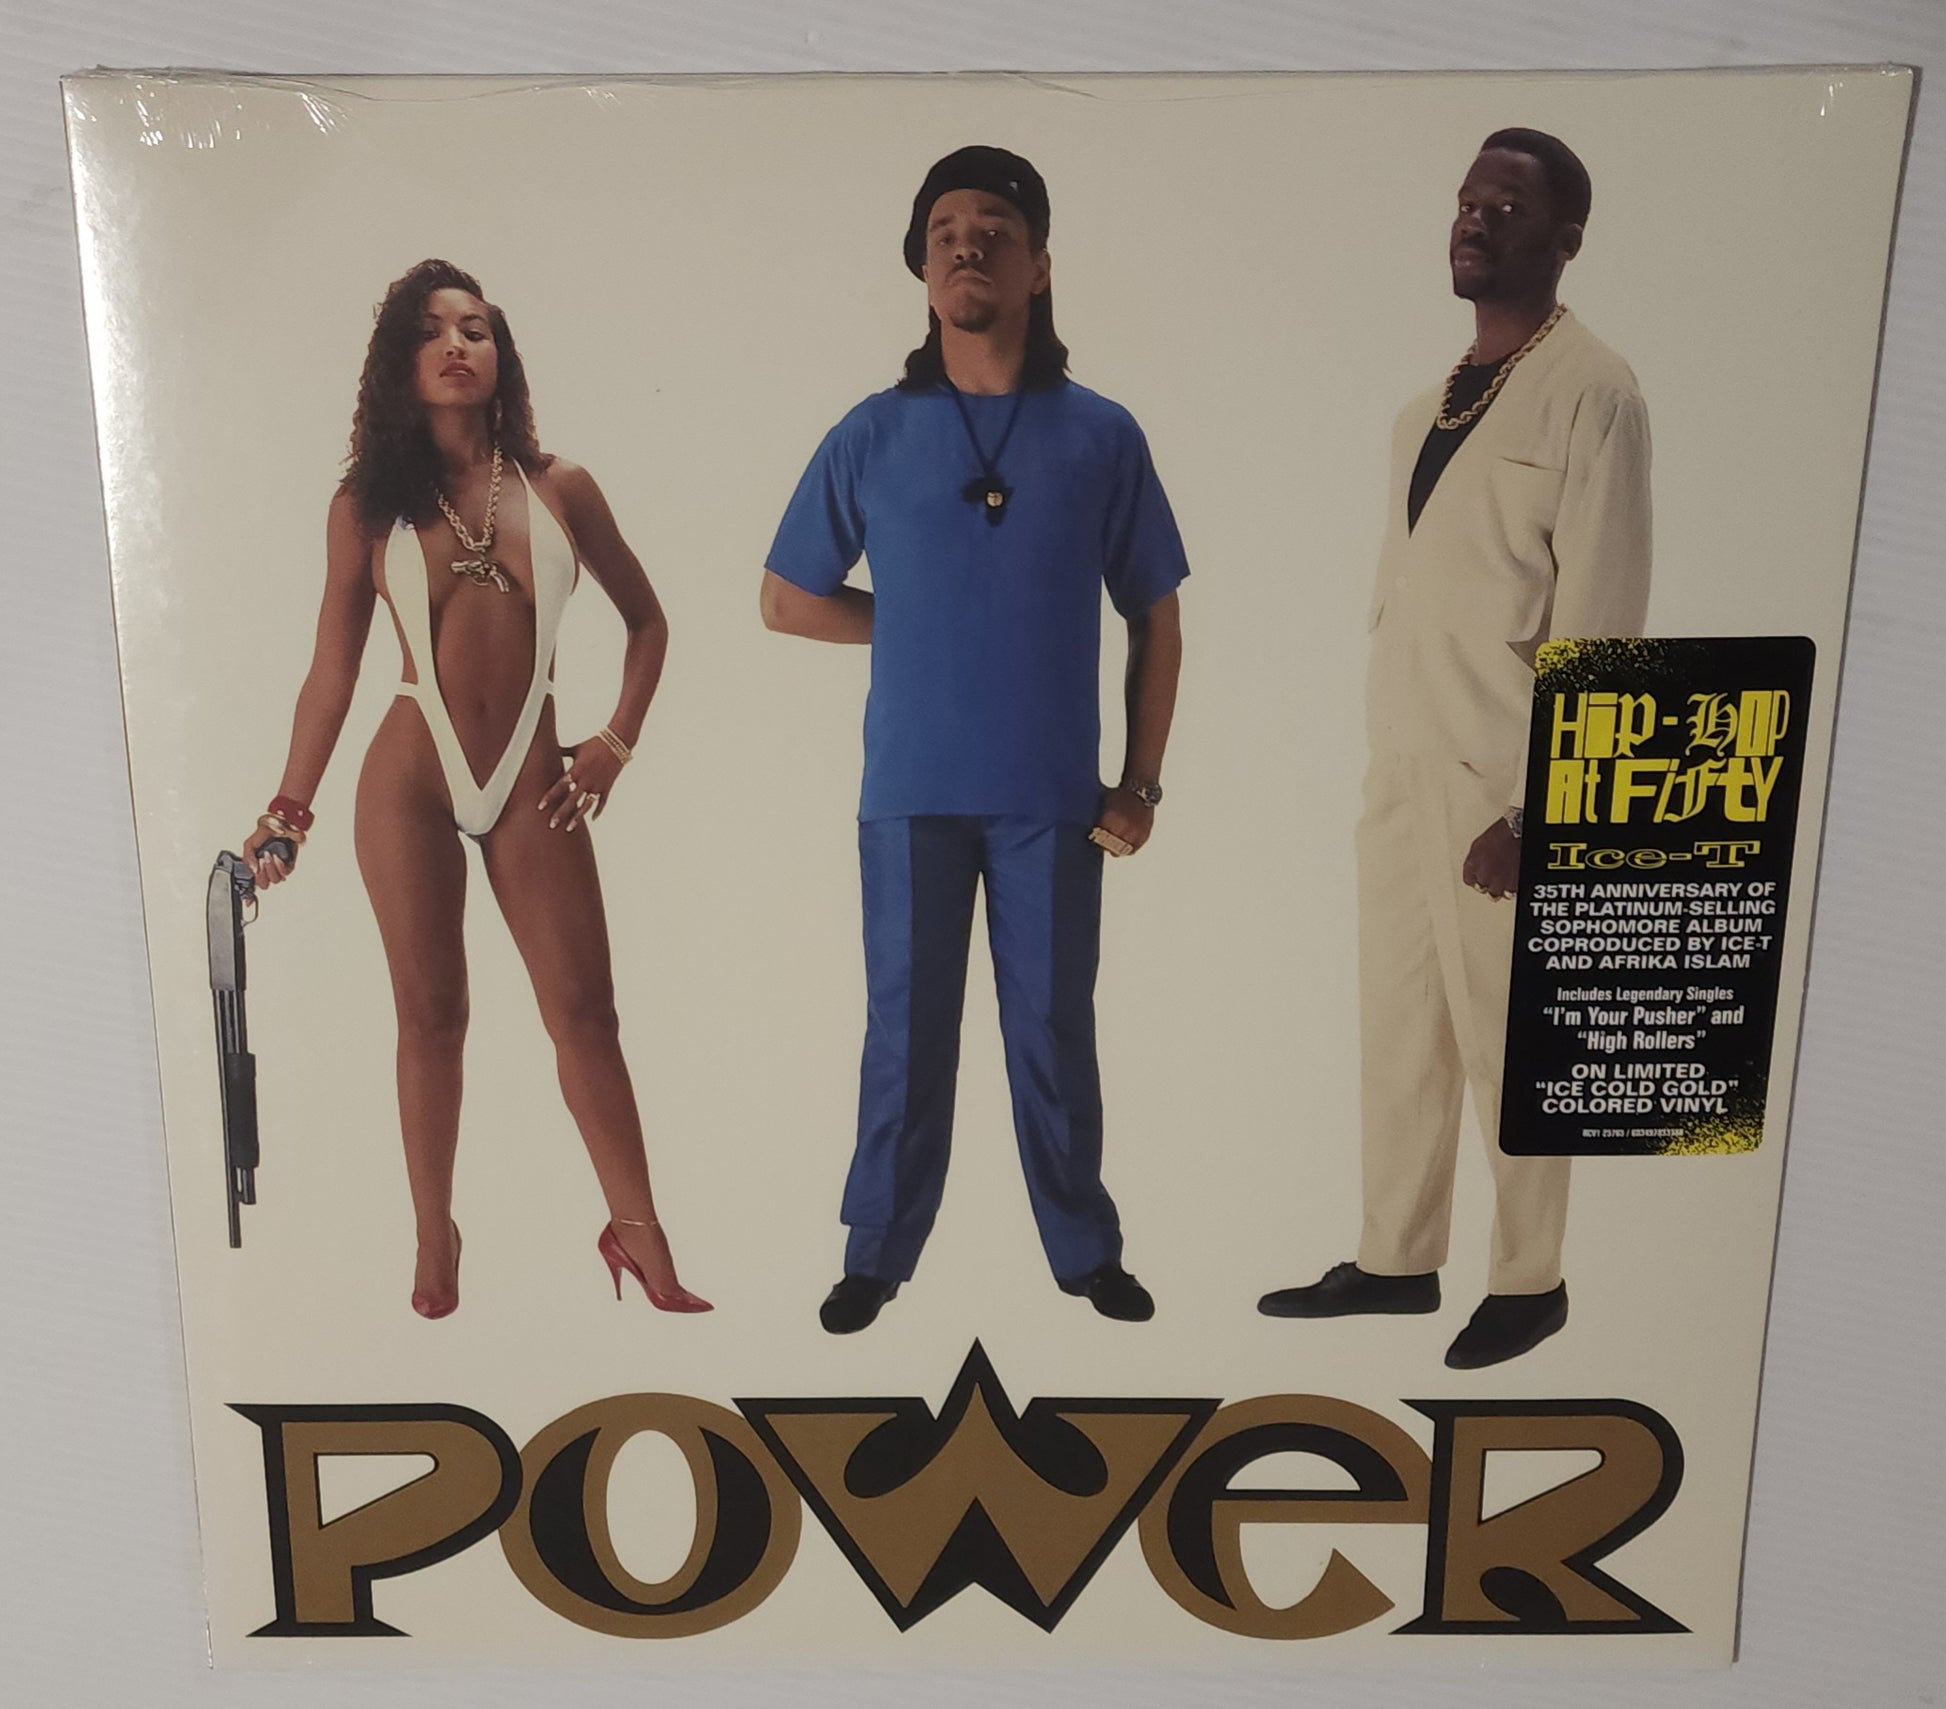 HiP-HOP
At FiFtY
Ice-T
35TH ANNIVERSARY OF
THE PLATINUM-SELLING
SOPHOMORE ALBUM
COPRODUCED BY ICE-T
AND AFRIKA ISLAM
Includes Legendary Singles
“I’m Your Pusher” and
“High Rollers”
ON LIMITED
“ICE COLD GOLD”
COLORED VINYL
POWeR